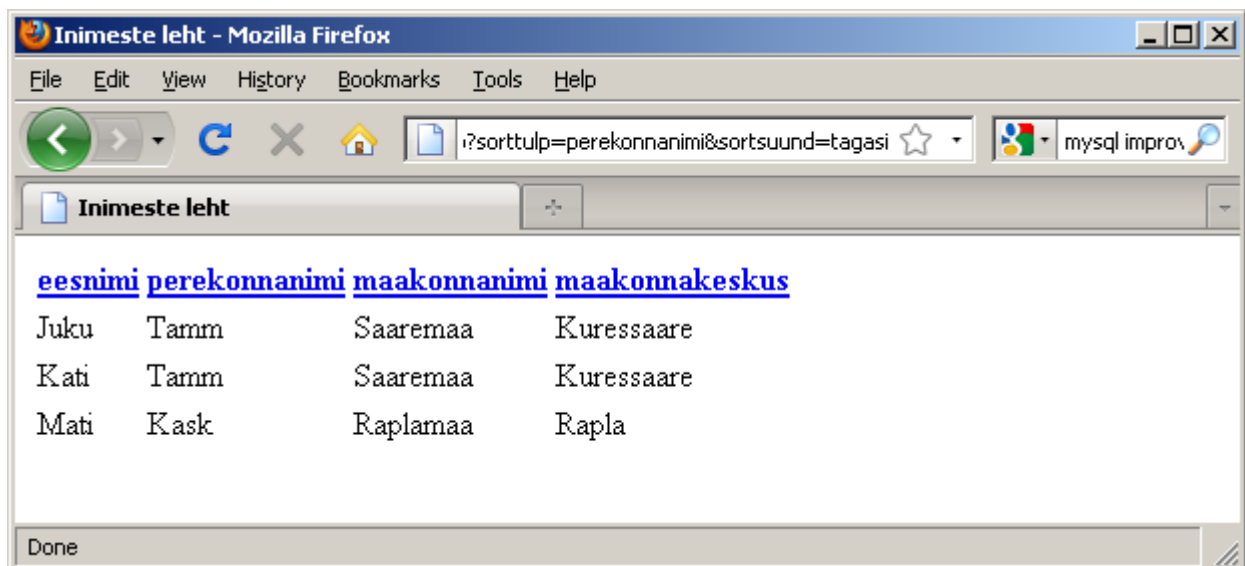 Inimeste leht - Mozilla Firefox
File Edit View History Bookmarks Tools Help
?sorttulp=perekonnanimi&sortsuund=tagasi mysql improv
Inimeste leht
eesnimi perekonnanimi maakonnanimi maakonnakeskus
Juku Tamm Saaremaa Kuressaare
Kati Tamm Saaremaa Kuressaare
Mati Kask Raplamaa Rapla
Done